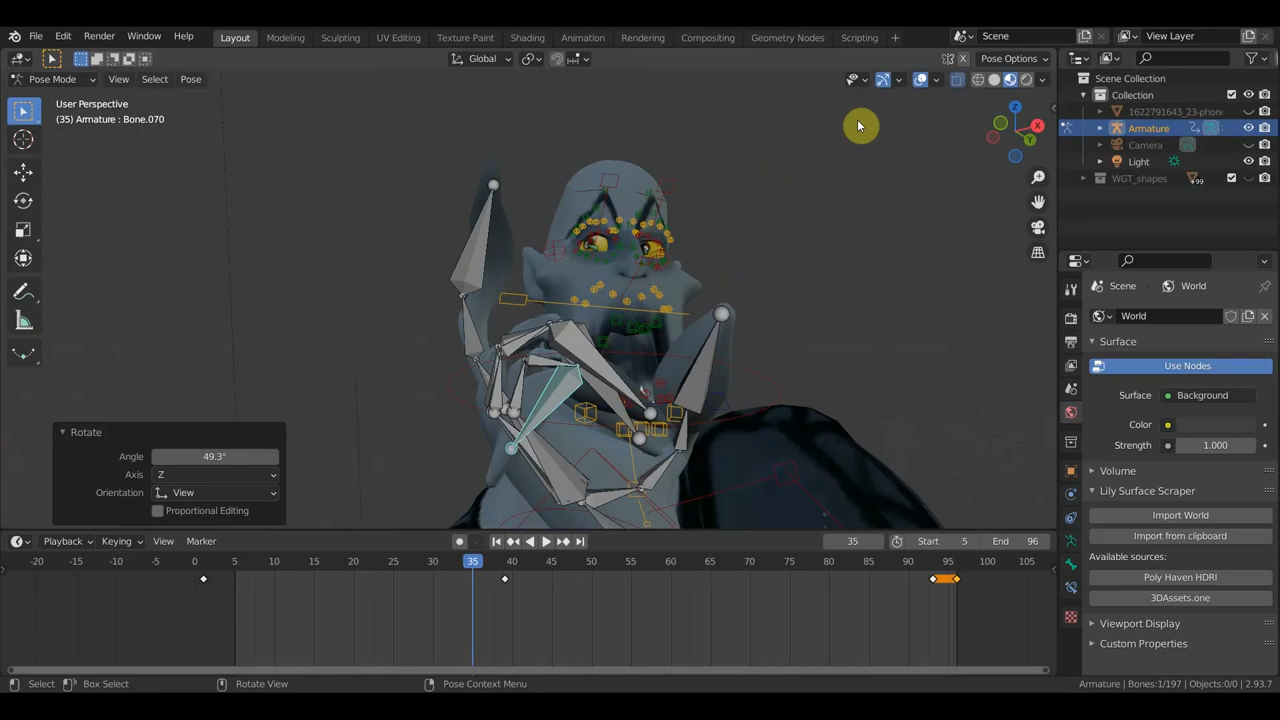 File Edit Render Window Help
Layout Modeling Sculpting UV Editing Texture Paint Shading Animation Rendering Compositing Geometry Nodes Scripting +
Scene
View Layer
Global
X
Pose Options
Pose Mode View Select Pose
User Perspective
(35) Armature : Bone.070
Z
X
Y
Scene Collection
Collection
1622791643_23-phon
Armature
Camera
Light
WGT_shapes
99
Scene
World
World
Surface
Use Nodes
Surface
Background
Color
Strength
1.000
Volume
Lily Surface Scraper
Import World
Import from clipboard
Available sources:
Poly Haven HDRI
3DAssets.one
Viewport Display
Custom Properties
Rotate
Angle
49.3°
Axis
Z
Orientation
View
Proportional Editing
Playback Keying View Marker
35
Start 5
End 96
-20 -15 -10 -5 0 5 10 15 20 25 30 35 40 45 50 55 60 65 70 75 80 85 90 95 100 105
Select
Box Select
Rotate View
Pose Context Menu
Armature | Bones:1/197 | Objects:0/0 | 2.93.7